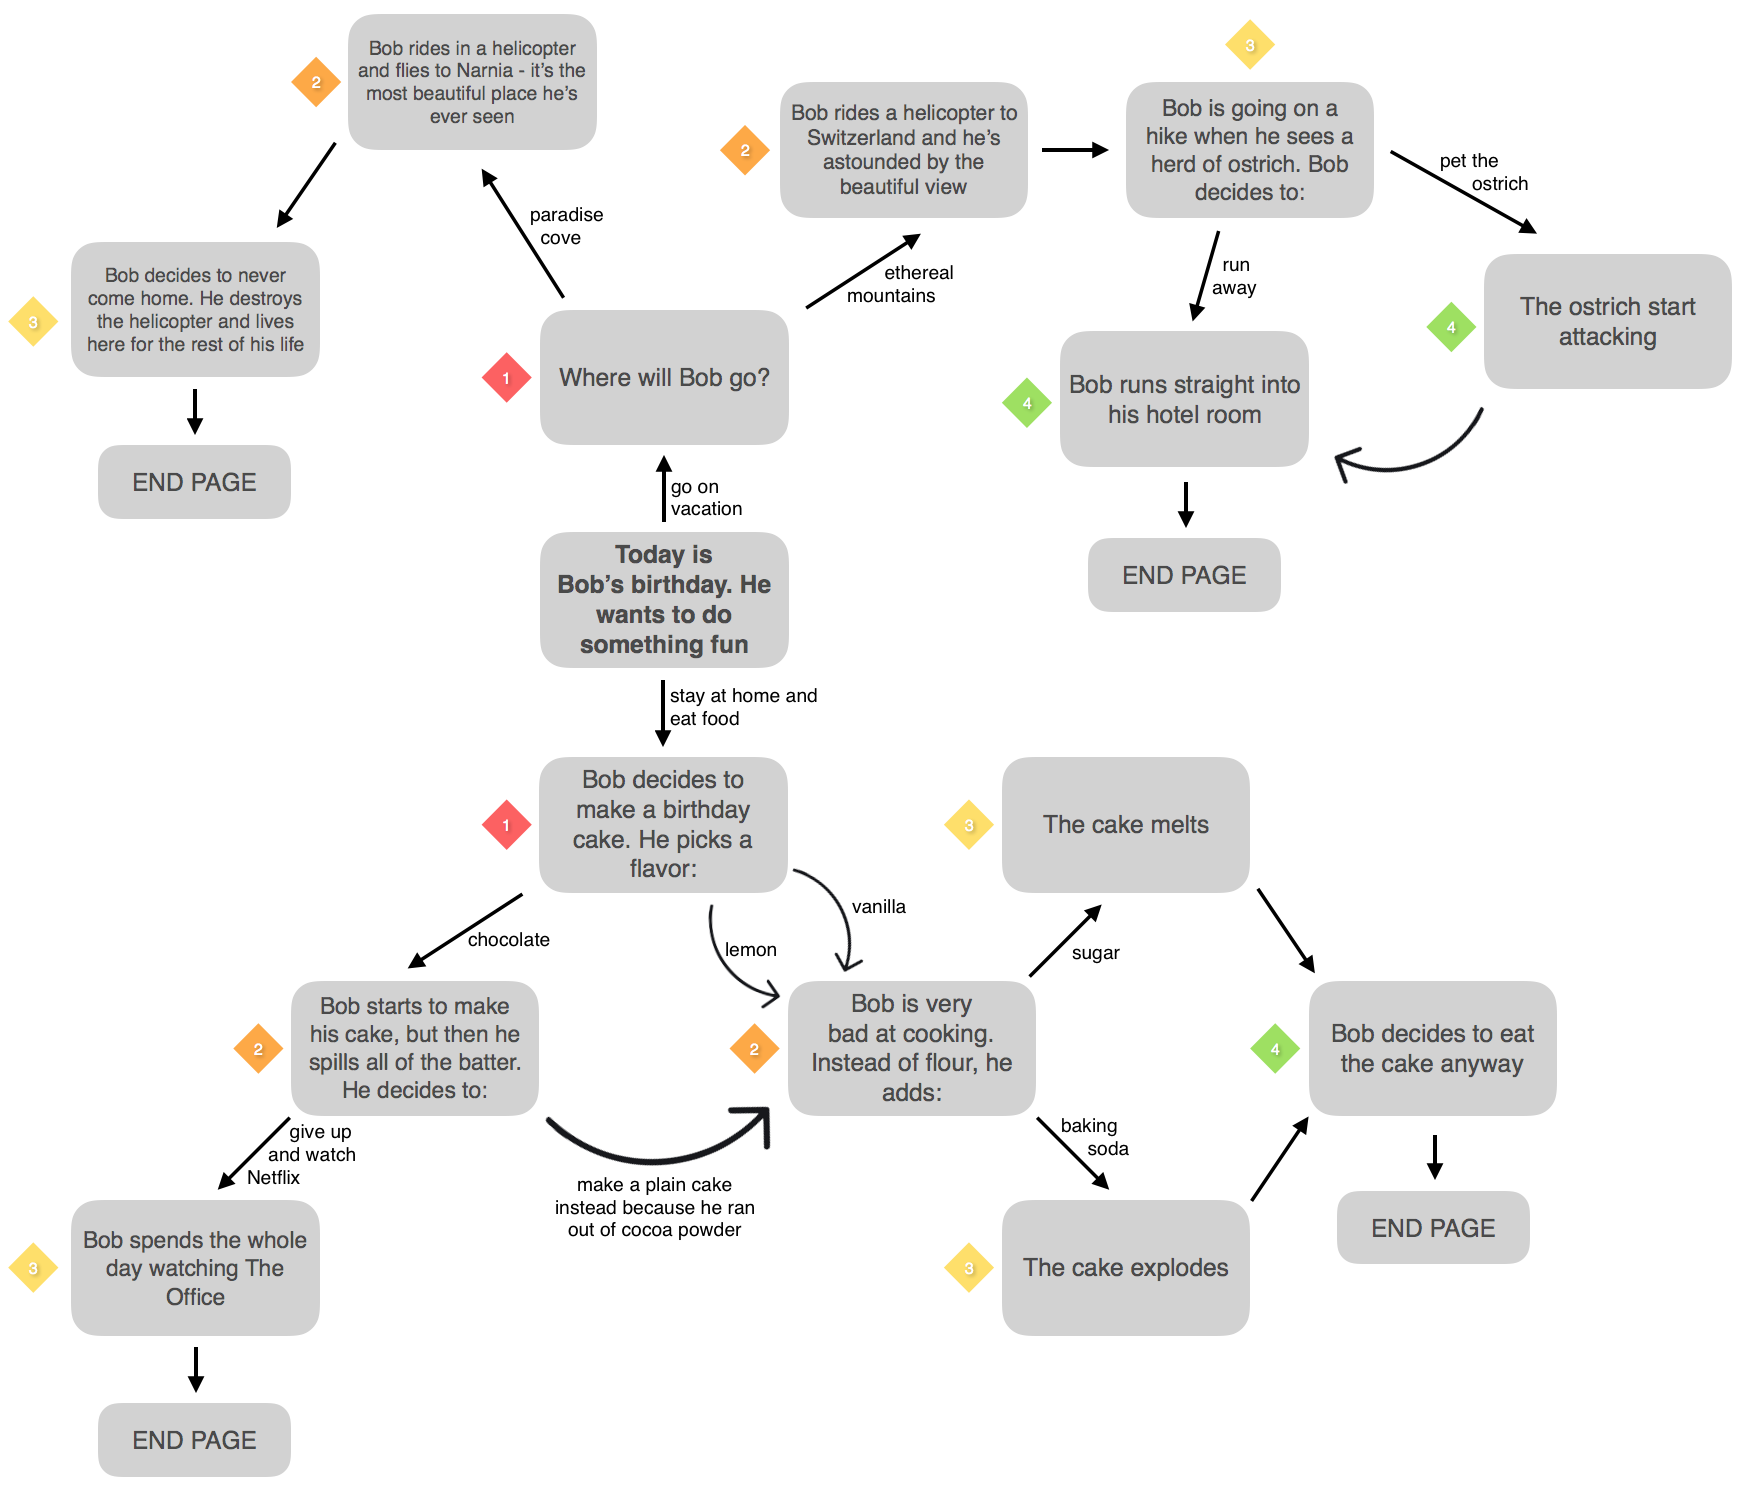 Bob rides in a helicopter
and flies to Narnia - it’s the
most beautiful place he’s
ever seen
2
3
Bob rides a helicopter to
Switzerland and he’s
astounded by the
beautiful view
2
Bob is going on a
hike when he sees a
herd of ostrich. Bob
decides to:
pet the
ostrich
paradise
cove
ethereal
mountains
run
away
Bob decides to never
come home. He destroys
the helicopter and lives
here for the rest of his life
3
The ostrich start
attacking
4
Where will Bob go?
1
Bob runs straight into
his hotel room
4
END PAGE
go on
vacation
END PAGE
Today is
Bob’s birthday. He
wants to do
something fun
stay at home and
eat food
Bob decides to
make a birthday
cake. He picks a
flavor:
1
The cake melts
3
vanilla
chocolate
lemon
sugar
Bob starts to make
his cake, but then he
spills all of the batter.
He decides to:
2
Bob is very
bad at cooking.
Instead of flour, he
adds:
2
Bob decides to eat
the cake anyway
4
give up
and watch
Netflix
baking
soda
make a plain cake
instead because he ran
out of cocoa powder
Bob spends the whole
day watching The
Office
3
The cake explodes
3
END PAGE
END PAGE